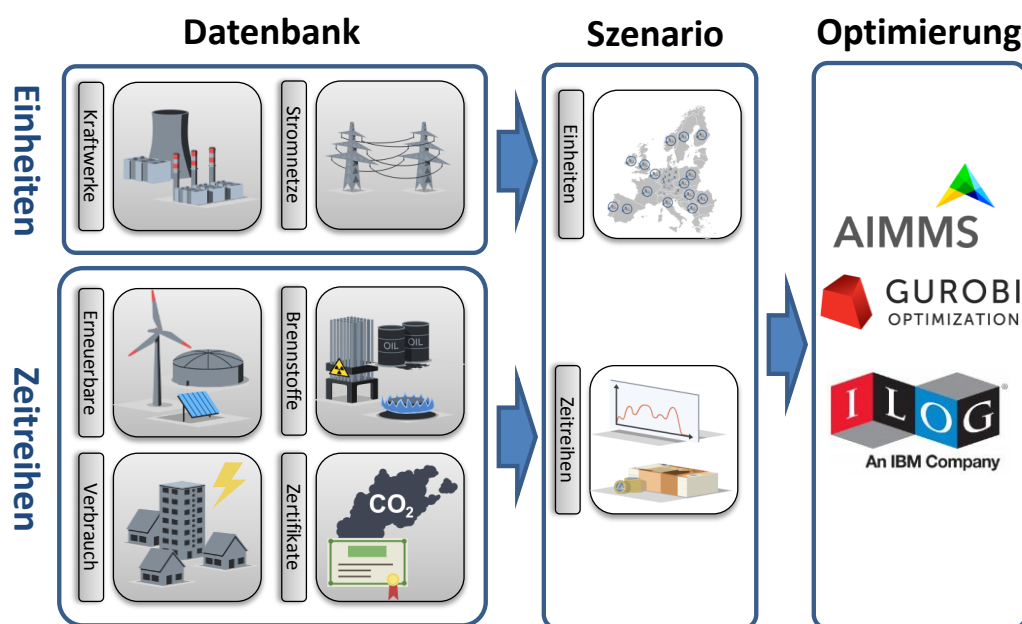 Datenbank
Szenario
Optimierung
Einheiten
Kraftwerke
Stromnetze
Einheiten
AIMMS
GUROBI
OPTIMIZATION
Zeitreihen
Erneuerbare
Brennstoffe
OIL
OIL
Zeitreihen
ILOG®
An IBM Company
Verbrauch
Zertifikate
CO₂